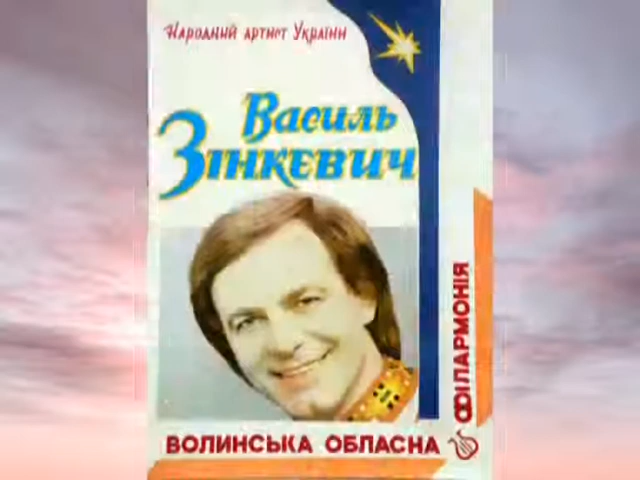 Народний артист України
Василь
Зінкевич
ВОЛИНСЬКА ОБЛАСНА
ФІЛАРМОНІЯ